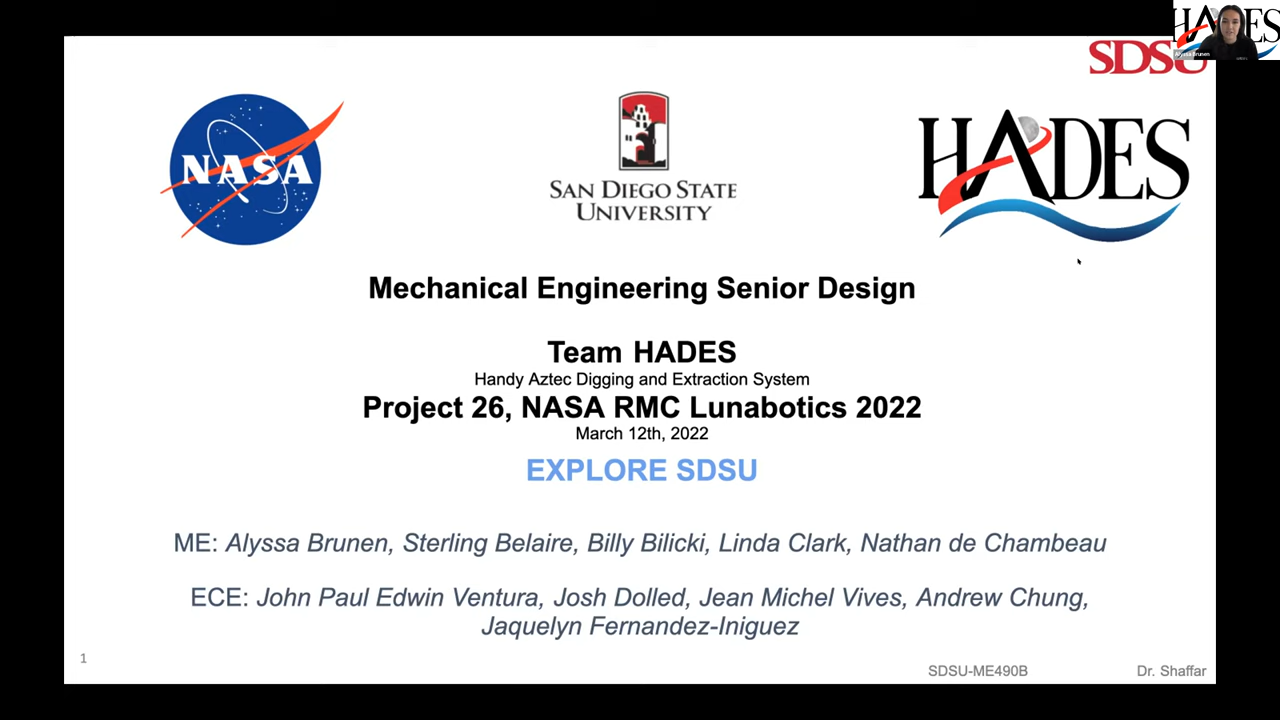 HADES
Alyssa Brunen
SDSU
NASA
SAN DIEGO STATE
UNIVERSITY
HADES
Mechanical Engineering Senior Design
Team HADES
Handy Aztec Digging and Extraction System
Project 26, NASA RMC Lunabotics 2022
March 12th, 2022
EXPLORE SDSU
ME: Alyssa Brunen, Sterling Belaire, Billy Bilicki, Linda Clark, Nathan de Chambeau
ECE: John Paul Edwin Ventura, Josh Dolled, Jean Michel Vives, Andrew Chung,
Jaquelyn Fernandez-Iniguez
1
SDSU-ME490B
Dr. Shaffar